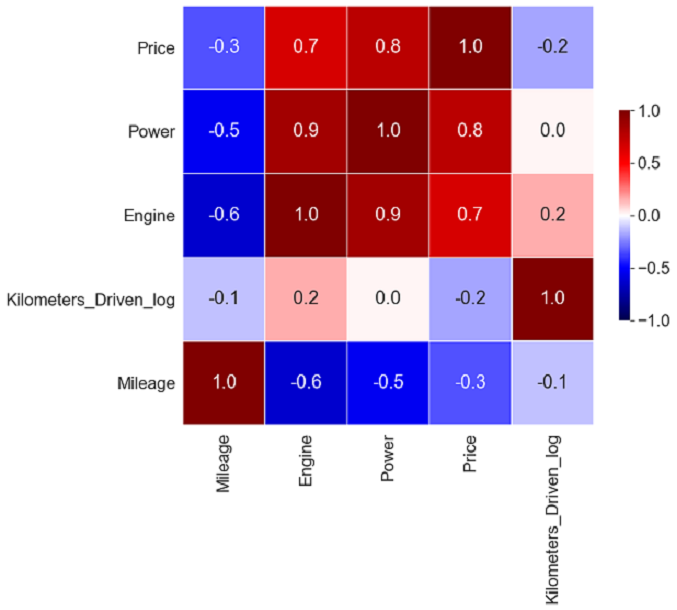 Price -0.3 0.7 0.8 1.0 -0.2
Power -0.5 0.9 1.0 0.8 0.0
Engine -0.6 1.0 0.9 0.7 0.2
Kilometers_Driven_log -0.1 0.2 0.0 -0.2 1.0
Mileage 1.0 -0.6 -0.5 -0.3 -0.1
Mileage
Engine
Power
Price
Kilometers_Driven_log
1.0
0.5
0.0
−0.5
−1.0